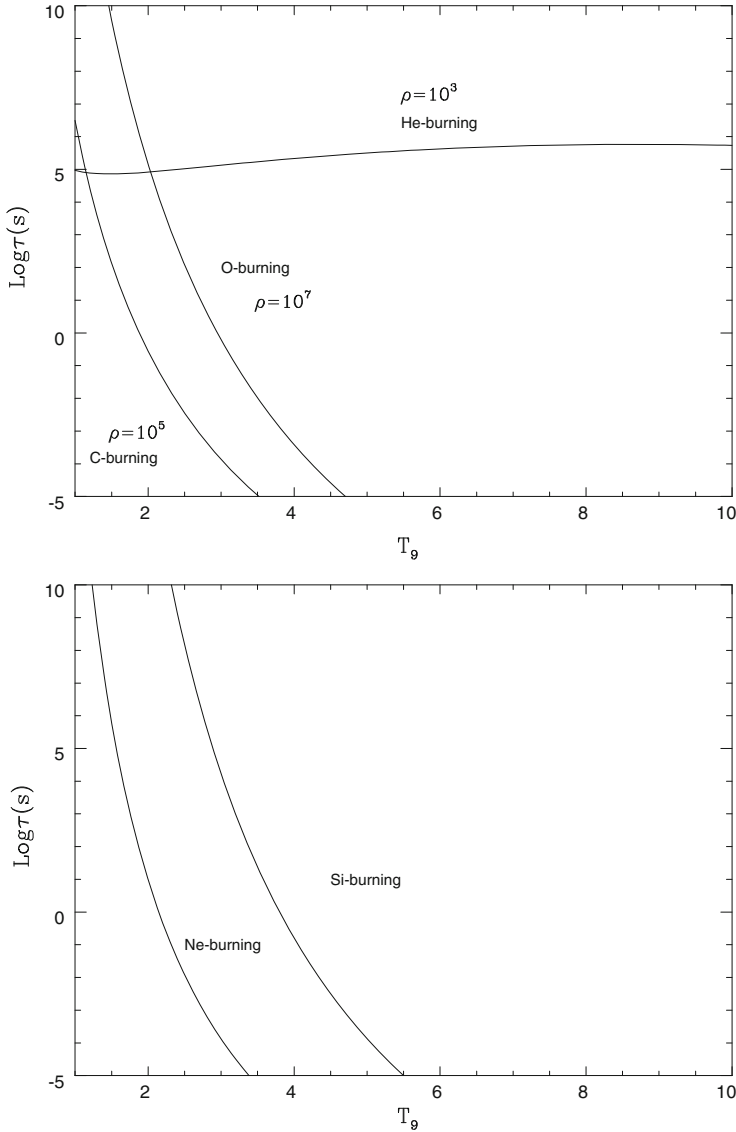 10
ρ=10³
He-burning
5
O-burning
ρ=10⁷
0
ρ=10⁵
C-burning
-5
2 4 6 8 10
T₉
Logτ(s)
10
5
Si-burning
0
Ne-burning
-5
2 4 6 8 10
T₉
Logτ(s)